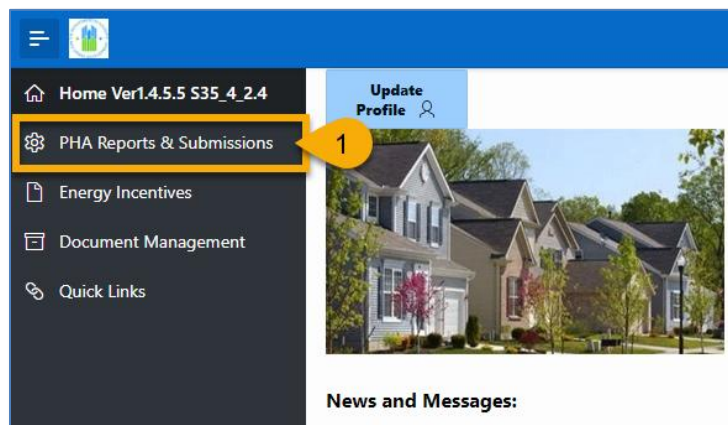 Home Ver1.4.5.5 S35_4_2.4
PHA Reports & Submissions
1
Energy Incentives
Document Management
Quick Links
Update
Profile
News and Messages: